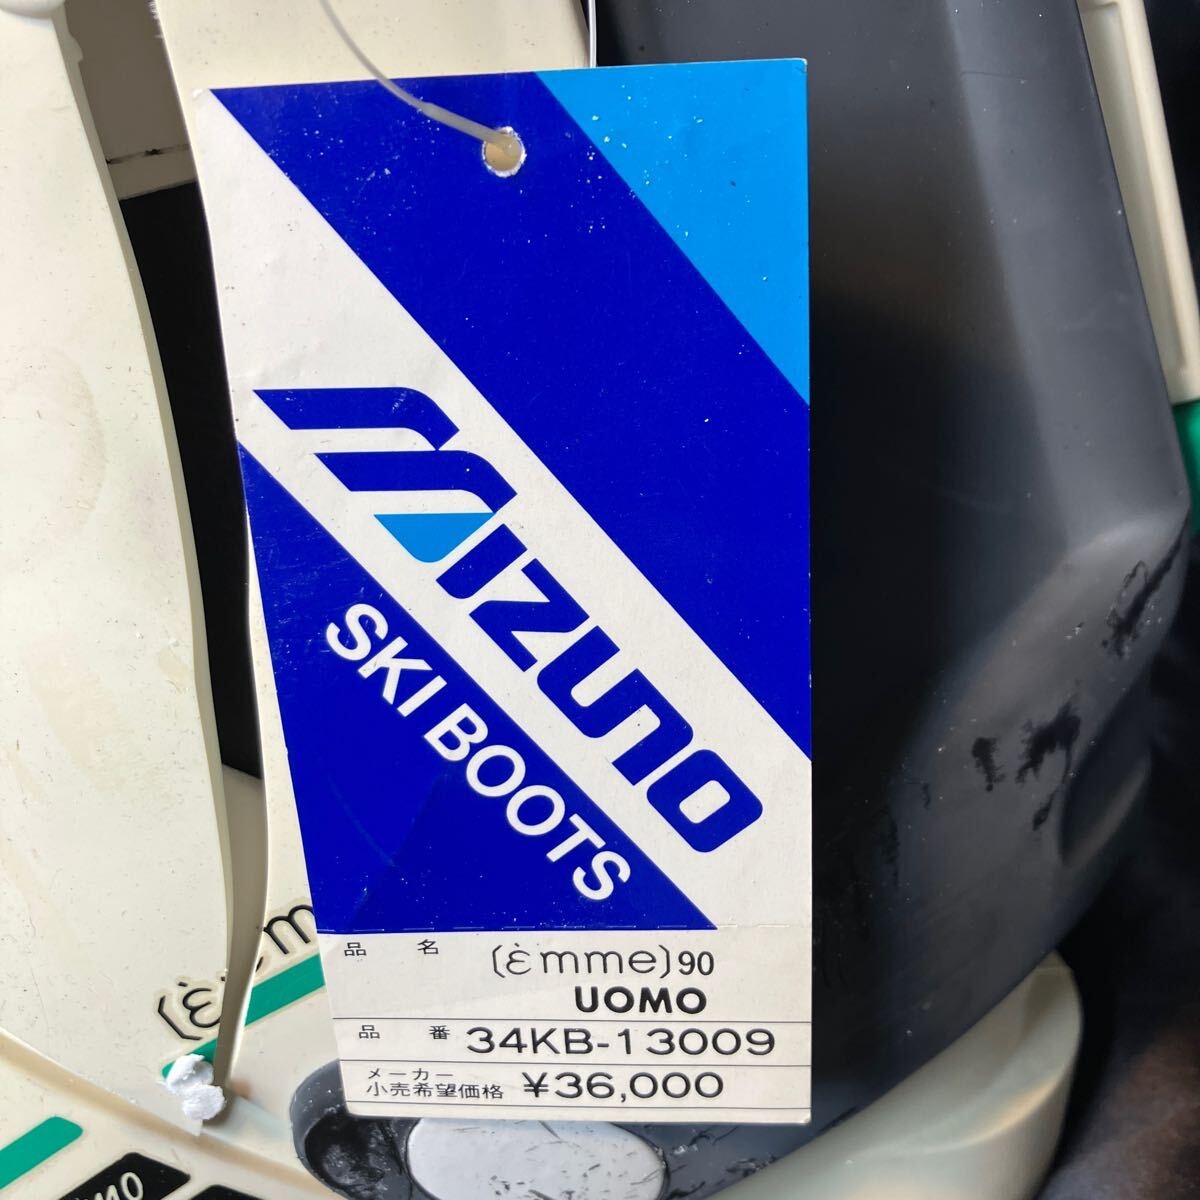 MIZUNO
SKI BOOTS
品名 (èmme)90
UOMO
品番 34KB-13009
メーカー
小売希望価格 ¥36,000
(è m